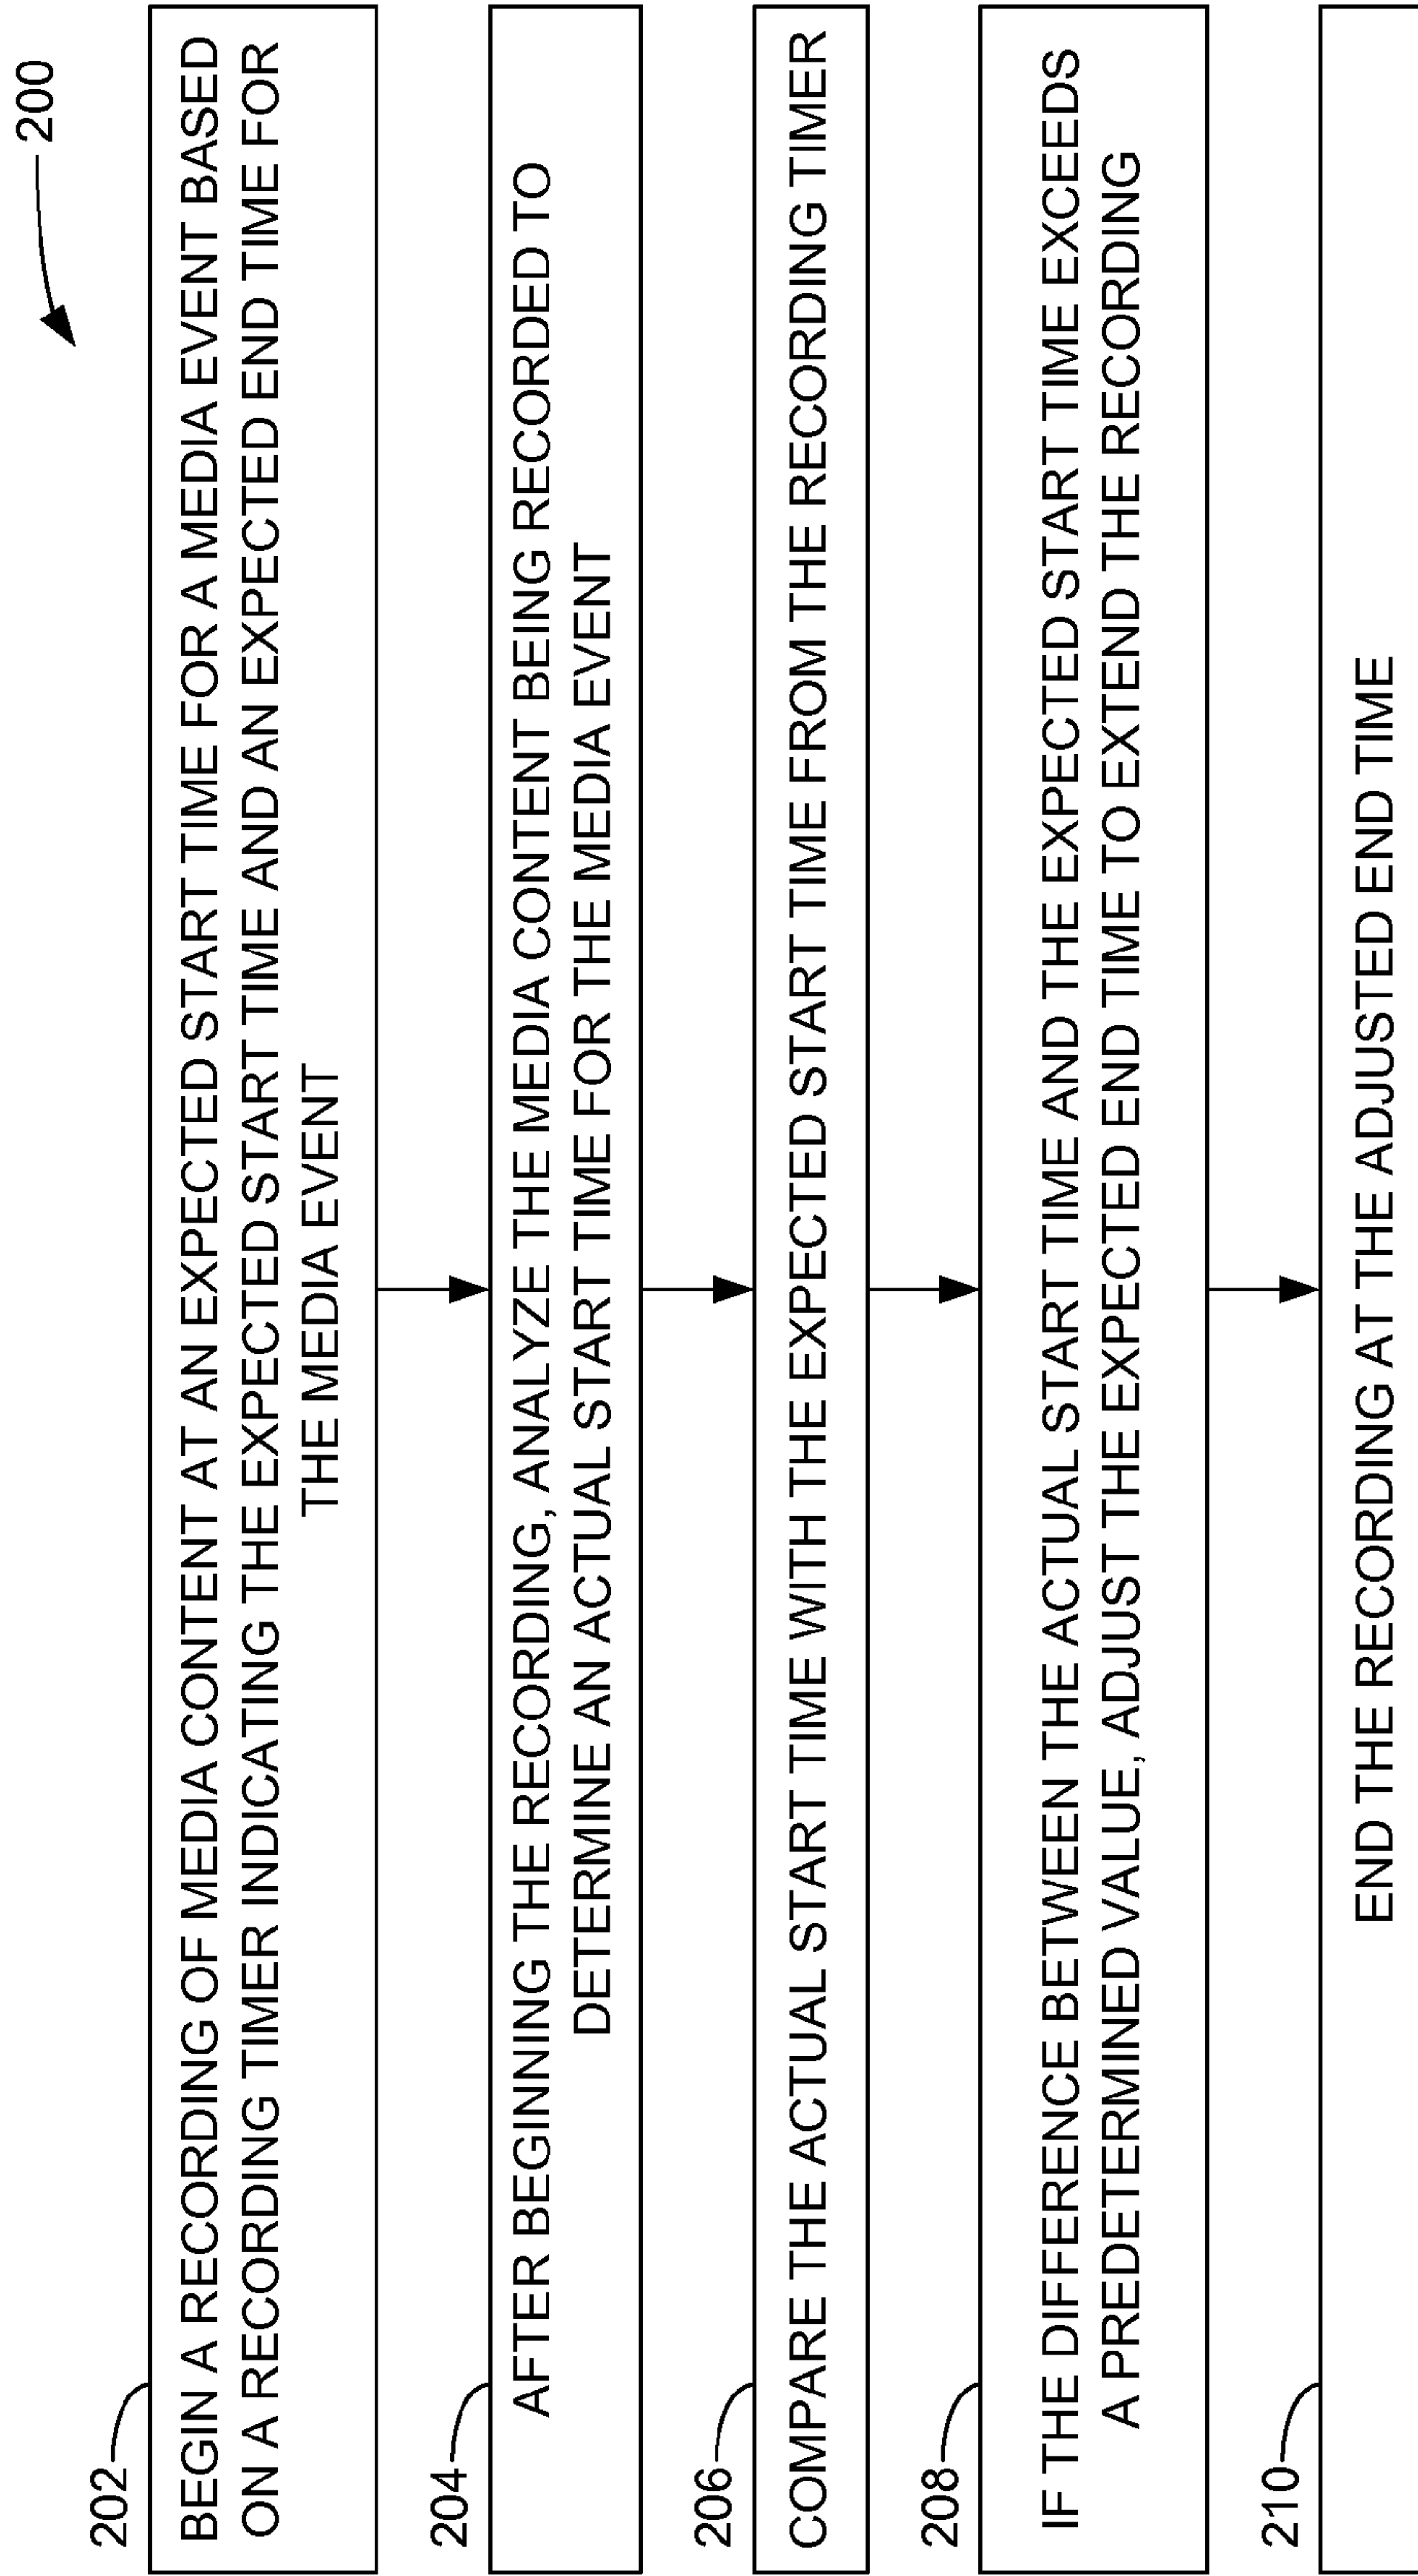 200
202
BEGIN A RECORDING OF MEDIA CONTENT AT AN EXPECTED START TIME FOR A MEDIA EVENT BASED
ON A RECORDING TIMER INDICATING THE EXPECTED START TIME AND AN EXPECTED END TIME FOR
THE MEDIA EVENT
204
AFTER BEGINNING THE RECORDING, ANALYZE THE MEDIA CONTENT BEING RECORDED TO
DETERMINE AN ACTUAL START TIME FOR THE MEDIA EVENT
206
COMPARE THE ACTUAL START TIME WITH THE EXPECTED START TIME FROM THE RECORDING TIMER
208
IF THE DIFFERENCE BETWEEN THE ACTUAL START TIME AND THE EXPECTED START TIME EXCEEDS
A PREDETERMINED VALUE, ADJUST THE EXPECTED END TIME TO EXTEND THE RECORDING
210
END THE RECORDING AT THE ADJUSTED END TIME